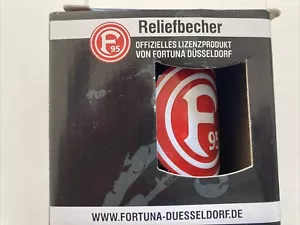 Reliefbecher
F
95
OFFIZIELLES LIZENZPRODUKT
VON FORTUNA DÜSSELDORF
F
95
WWW.FORTUNA-DUESSELDORF.DE